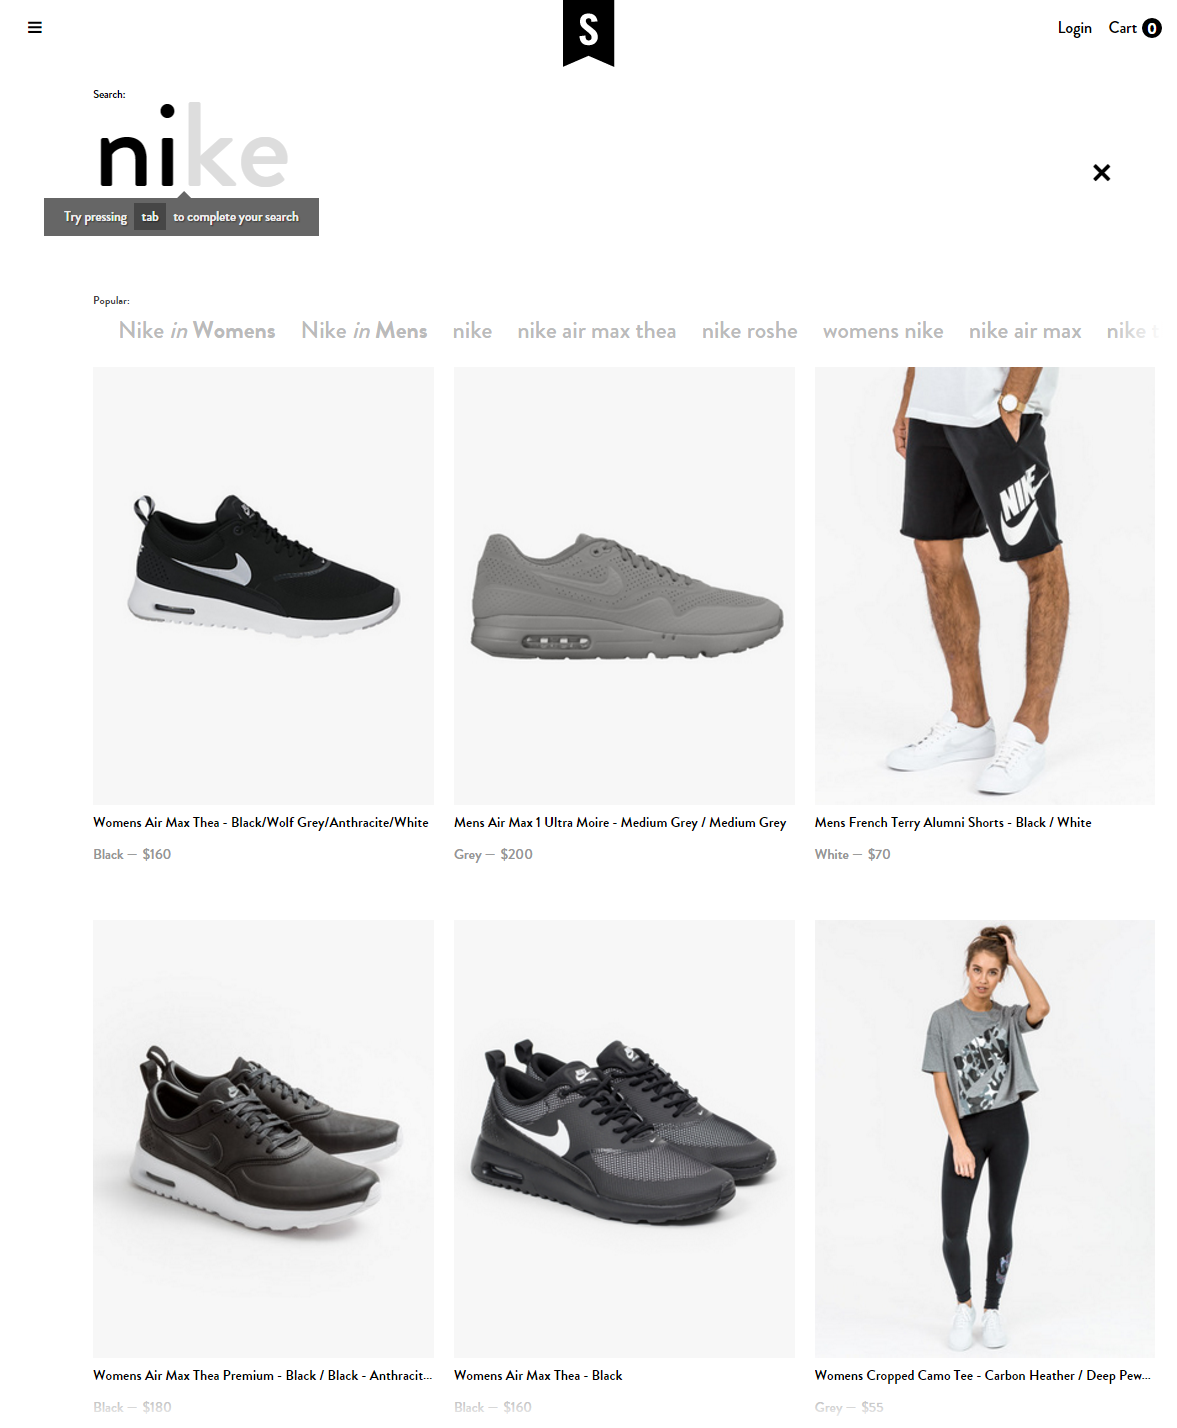 S
Login Cart 0
Search:
nike
Try pressing tab to complete your search
Popular:
Nike in Womens Nike in Mens nike nike air max thea nike roshe womens nike nike air max nike t
NIKE
Womens Air Max Thea - Black/Wolf Grey/Anthracite/White
Black — $160
Mens Air Max 1 Ultra Moire - Medium Grey / Medium Grey
Grey — $200
Mens French Terry Alumni Shorts - Black / White
White — $70
Womens Air Max Thea Premium - Black / Black - Anthracit...
Black — $180
Womens Air Max Thea - Black
Black — $160
Womens Cropped Camo Tee - Carbon Heather / Deep Pew...
Grey — $55